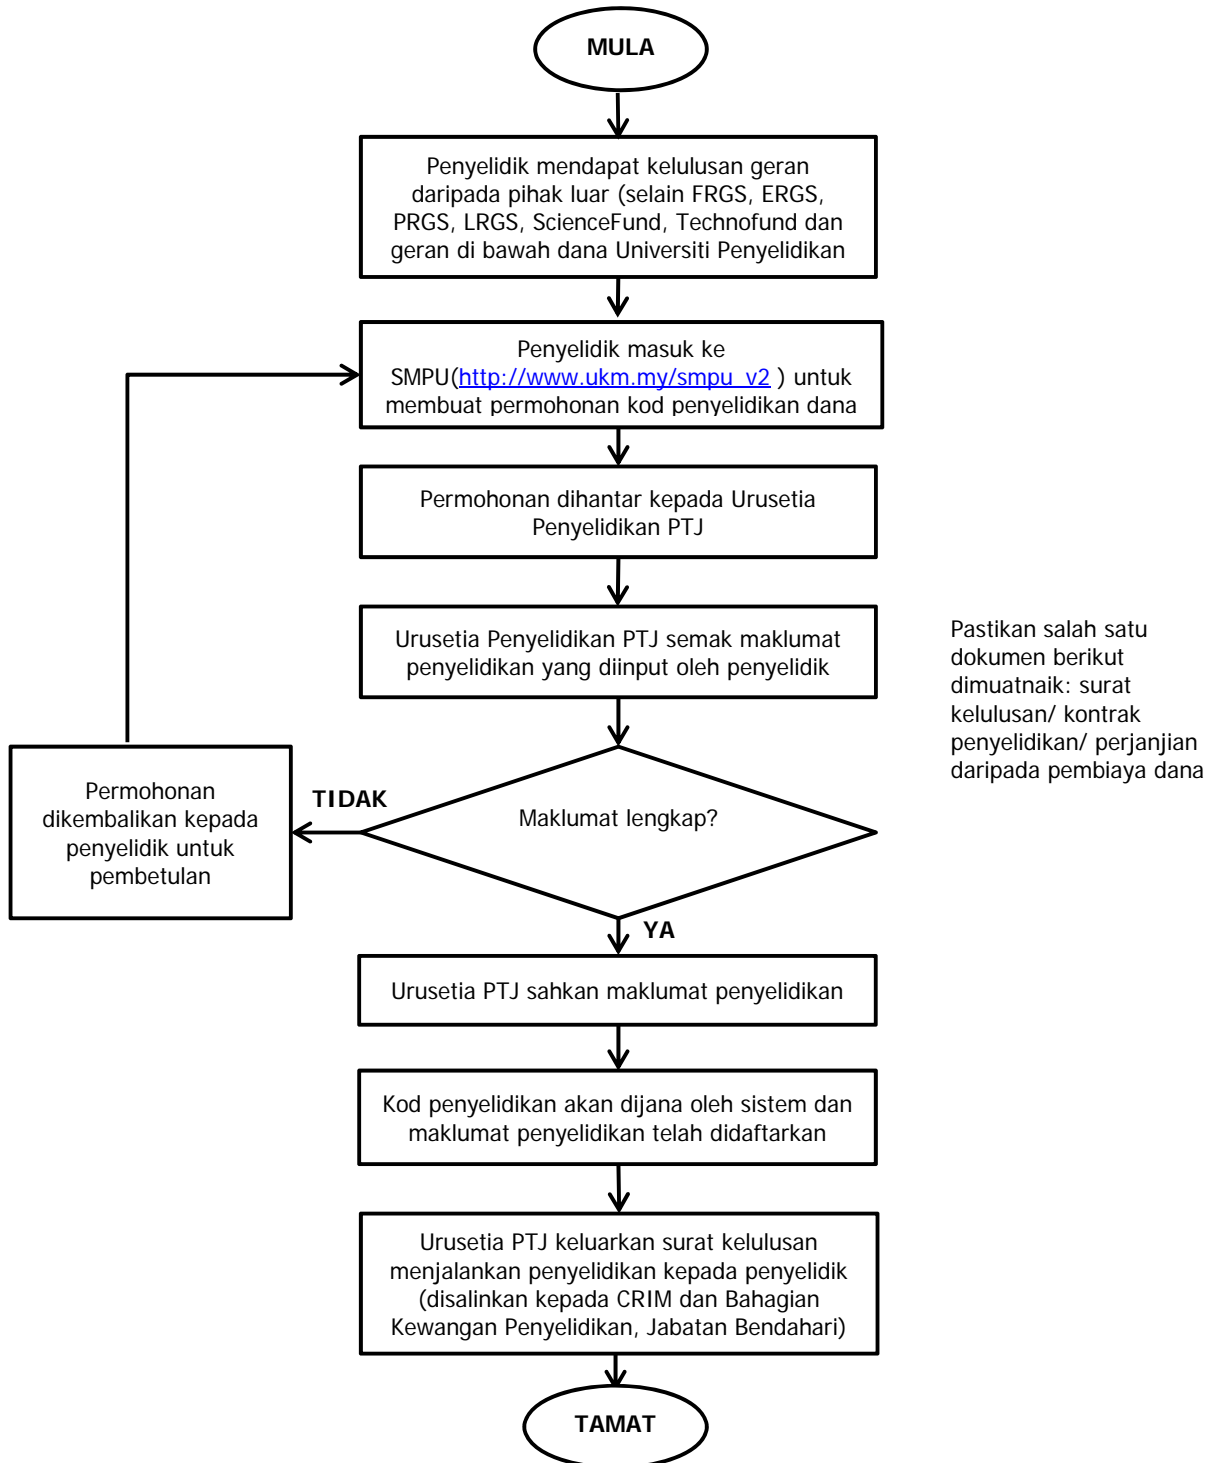 MULA
Penyelidik mendapat kelulusan geran
daripada pihak luar (selain FRGS, ERGS,
PRGS, LRGS, ScienceFund, Technofund dan
geran di bawah dana Universiti Penyelidikan
Penyelidik masuk ke
SMPU(http://www.ukm.my/smpu_v2 ) untuk
membuat permohonan kod penyelidikan dana
Permohonan dihantar kepada Urusetia
Penyelidikan PTJ
Urusetia Penyelidikan PTJ semak maklumat
penyelidikan yang diinput oleh penyelidik
Pastikan salah satu
dokumen berikut
dimuatnaik: surat
kelulusan/ kontrak
penyelidikan/ perjanjian
daripada pembiaya dana
Maklumat lengkap?
TIDAK
Permohonan
dikembalikan kepada
penyelidik untuk
pembetulan
YA
Urusetia PTJ sahkan maklumat penyelidikan
Kod penyelidikan akan dijana oleh sistem dan
maklumat penyelidikan telah didaftarkan
Urusetia PTJ keluarkan surat kelulusan
menjalankan penyelidikan kepada penyelidik
(disalinkan kepada CRIM dan Bahagian
Kewangan Penyelidikan, Jabatan Bendahari)
TAMAT